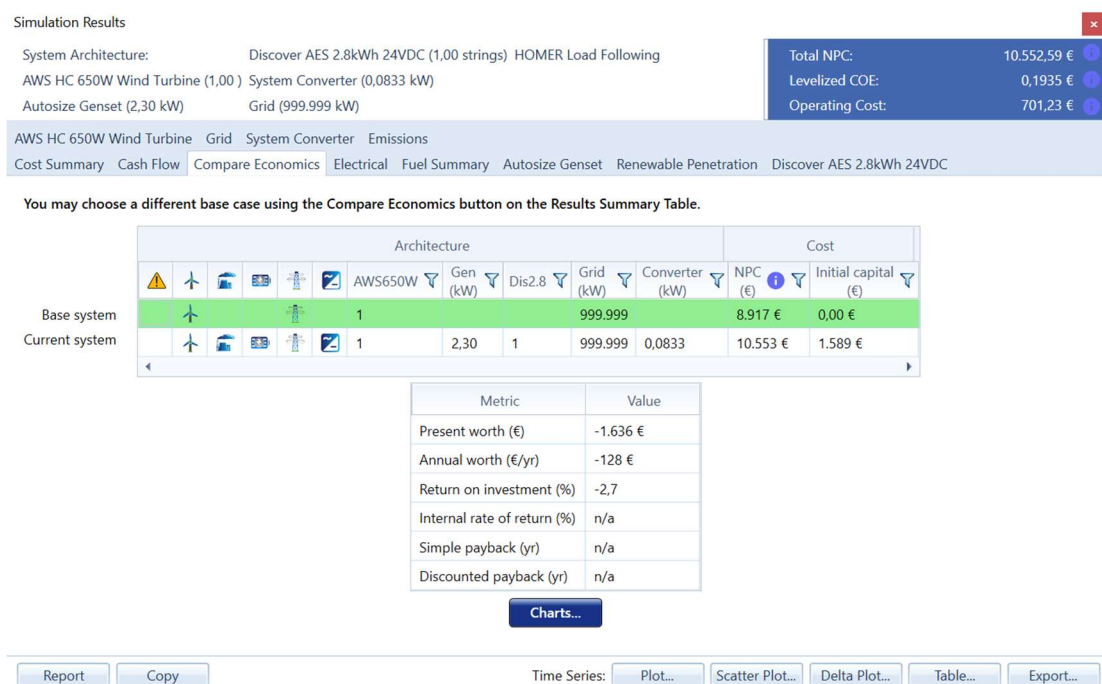 Simulation Results
System Architecture: Discover AES 2.8kWh 24VDC (1,00 strings) HOMER Load Following
AWS HC 650W Wind Turbine (1,00 ) System Converter (0,0833 kW)
Autosize Genset (2,30 kW) Grid (999.999 kW)
Total NPC: 10.552,59 €
Levelized COE: 0,1935 €
Operating Cost: 701,23 €
AWS HC 650W Wind Turbine Grid System Converter Emissions
Cost Summary Cash Flow Compare Economics Electrical Fuel Summary Autosize Genset Renewable Penetration Discover AES 2.8kWh 24VDC
You may choose a different base case using the Compare Economics button on the Results Summary Table.
Architecture Cost
AWS650W Gen (kW) Dis2.8 Grid (kW) Converter (kW) NPC (€) Initial capital (€)
Base system 1 999.999 8.917 € 0,00 €
Current system 1 2,30 1 999.999 0,0833 10.553 € 1.589 €
Metric Value
Present worth (€) -1.636 €
Annual worth (€/yr) -128 €
Return on investment (%) -2,7
Internal rate of return (%) n/a
Simple payback (yr) n/a
Discounted payback (yr) n/a
Charts...
Report Copy Time Series: Plot... Scatter Plot... Delta Plot... Table... Export...